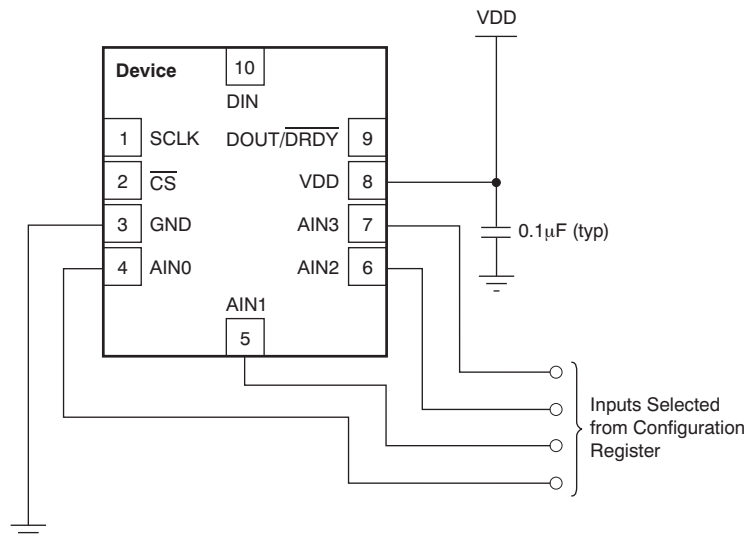 VDD
Device
10
DIN
1 SCLK DOUT/DRDY 9
2 CS VDD 8
3 GND AIN3 7
0.1μF (typ)
4 AIN0 AIN2 6
AIN1
5
Inputs Selected
from Configuration
Register